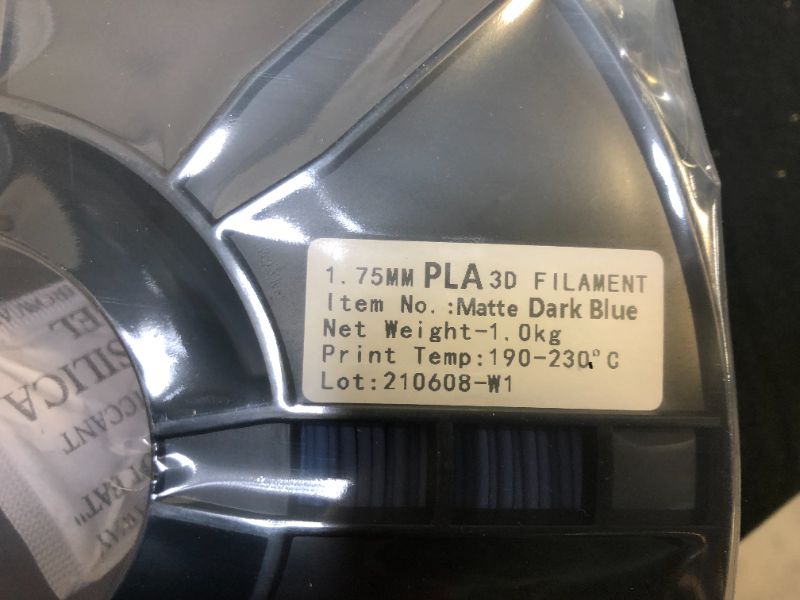 1.75MM PLA 3D FILAMENT
Item No.:Matte Dark Blue
Net Weight-1.0kg
Print Temp:190-230°C
Lot:210608-W1
SILICA
EL